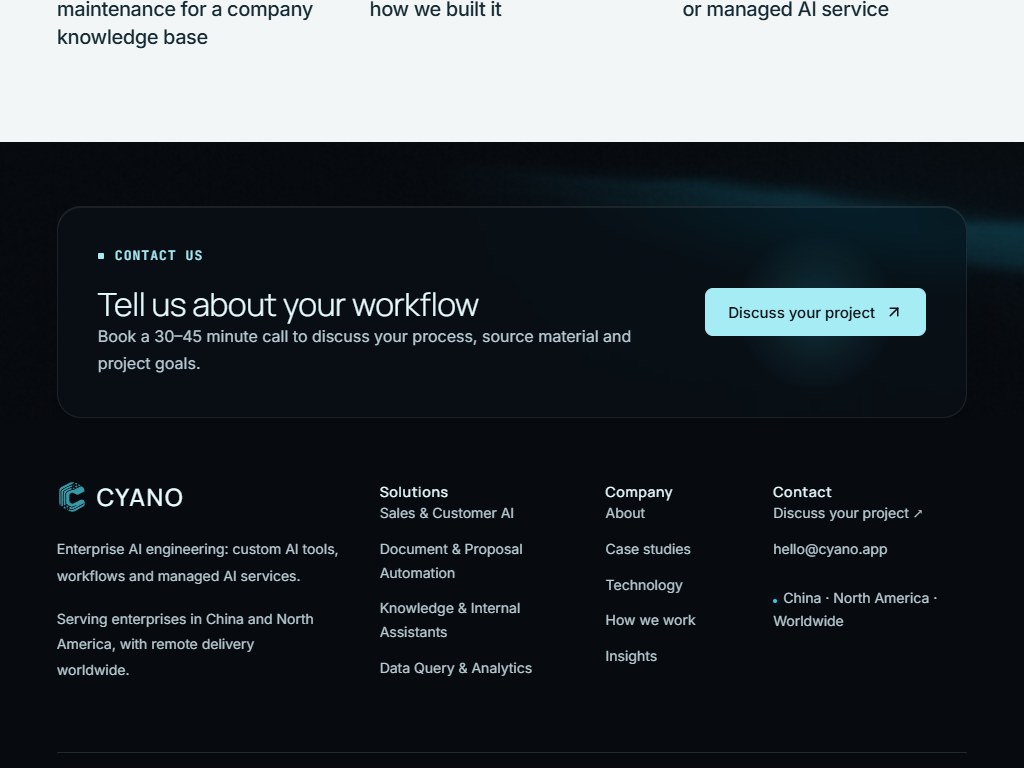 maintenance for a company
knowledge base
how we built it
or managed AI service
CONTACT US
Tell us about your workflow
Book a 30–45 minute call to discuss your process, source material and
project goals.
Discuss your project
CYANO
Enterprise AI engineering: custom AI tools,
workflows and managed AI services.
Serving enterprises in China and North
America, with remote delivery
worldwide.
Solutions
Sales & Customer AI
Document & Proposal
Automation
Knowledge & Internal
Assistants
Data Query & Analytics
Company
About
Case studies
Technology
How we work
Insights
Contact
Discuss your project ↗
hello@cyano.app
China · North America ·
Worldwide